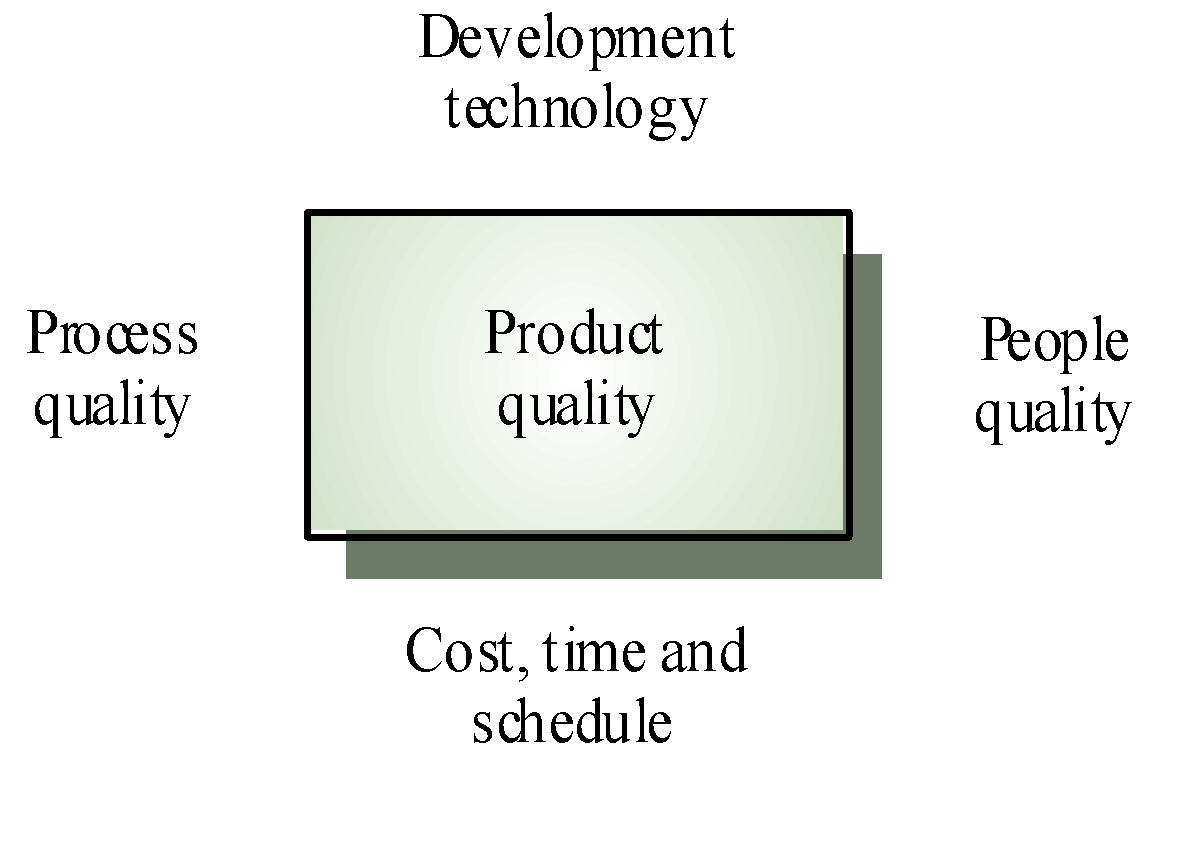 Development
technology
Process
quality
Product
quality
People
quality
Cost, time and
schedule